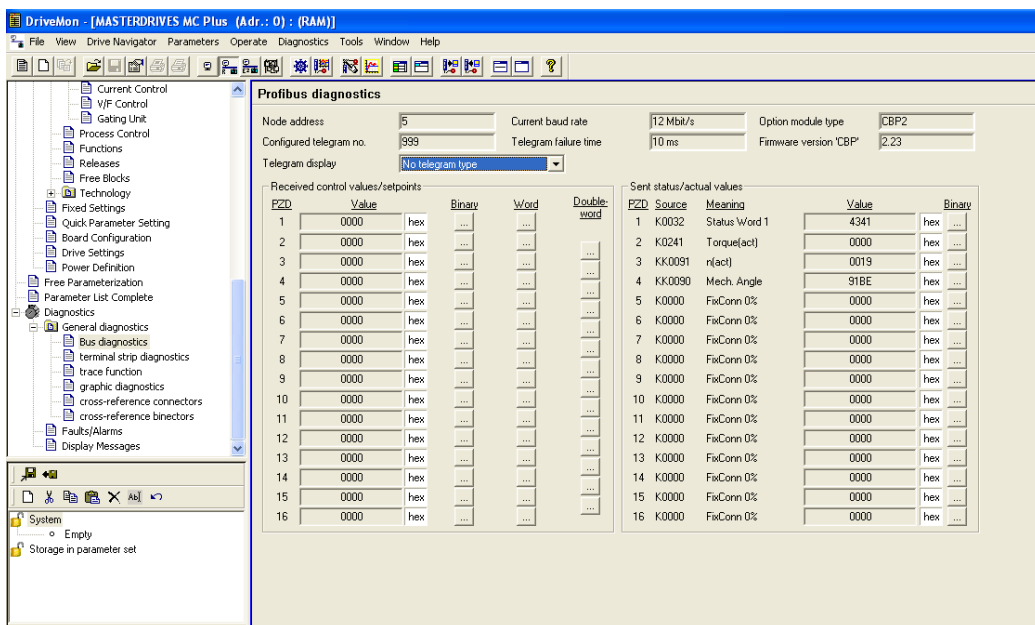 DriveMon - [MASTERDRIVES MC Plus (Adr.: 0) : (RAM)]
File View Drive Navigator Parameters Operate Diagnostics Tools Window Help
Current Control
V/F Control
Gating Unit
Process Control
Functions
Releases
Free Blocks
Technology
Fixed Settings
Quick Parameter Setting
Board Configuration
Drive Settings
Power Definition
Free Parameterization
Parameter List Complete
Diagnostics
General diagnostics
Bus diagnostics
terminal strip diagnostics
trace function
graphic diagnostics
cross-reference connectors
cross-reference binectors
Faults/Alarms
Display Messages
Abl
System
Empty
Storage in parameter set
Profibus diagnostics
Node address 5 Current baud rate 12 Mbit/s Option module type CBP2
Configured telegram no. 999 Telegram failure time 10 ms Firmware version 'CBP' 2.23
Telegram display No telegram type
Received control values/setpoints
PZD Value Binary Word Double-word
1 0000 hex ... ...
2 0000 hex ... ... ...
3 0000 hex ... ... ...
4 0000 hex ... ... ...
5 0000 hex ... ... ...
6 0000 hex ... ... ...
7 0000 hex ... ... ...
8 0000 hex ... ... ...
9 0000 hex ... ... ...
10 0000 hex ... ... ...
11 0000 hex ... ... ...
12 0000 hex ... ... ...
13 0000 hex ... ... ...
14 0000 hex ... ... ...
15 0000 hex ... ... ...
16 0000 hex ... ...
Sent status/actual values
PZD Source Meaning Value Binary
1 K0032 Status Word 1 4341 hex ...
2 K0241 Torque(act) 0000 hex ...
3 KK0091 n(act) 0019 hex ...
4 KK0090 Mech. Angle 91BE hex ...
5 K0000 FixConn 0% 0000 hex ...
6 K0000 FixConn 0% 0000 hex ...
7 K0000 FixConn 0% 0000 hex ...
8 K0000 FixConn 0% 0000 hex ...
9 K0000 FixConn 0% 0000 hex ...
10 K0000 FixConn 0% 0000 hex ...
11 K0000 FixConn 0% 0000 hex ...
12 K0000 FixConn 0% 0000 hex ...
13 K0000 FixConn 0% 0000 hex ...
14 K0000 FixConn 0% 0000 hex ...
15 K0000 FixConn 0% 0000 hex ...
16 K0000 FixConn 0% 0000 hex ...